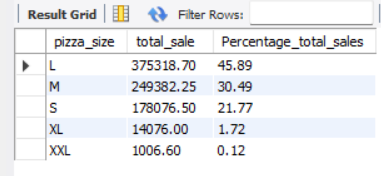 Result Grid Filter Rows:
pizza_size total_sale Percentage_total_sales
L 375318.70 45.89
M 249382.25 30.49
S 178076.50 21.77
XL 14076.00 1.72
XXL 1006.60 0.12